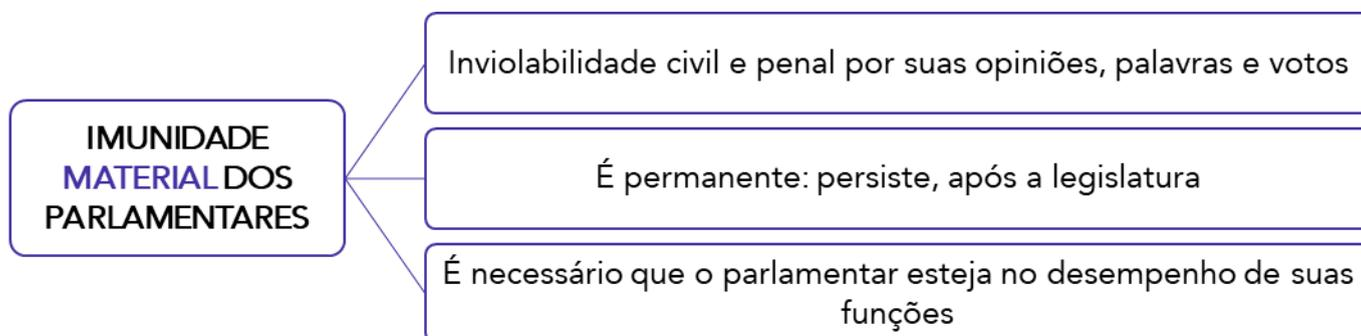 IMUNIDADE
MATERIAL DOS
PARLAMENTARES
Inviolabilidade civil e penal por suas opiniões, palavras e votos
É permanente: persiste, após a legislatura
É necessário que o parlamentar esteja no desempenho de suas
funções